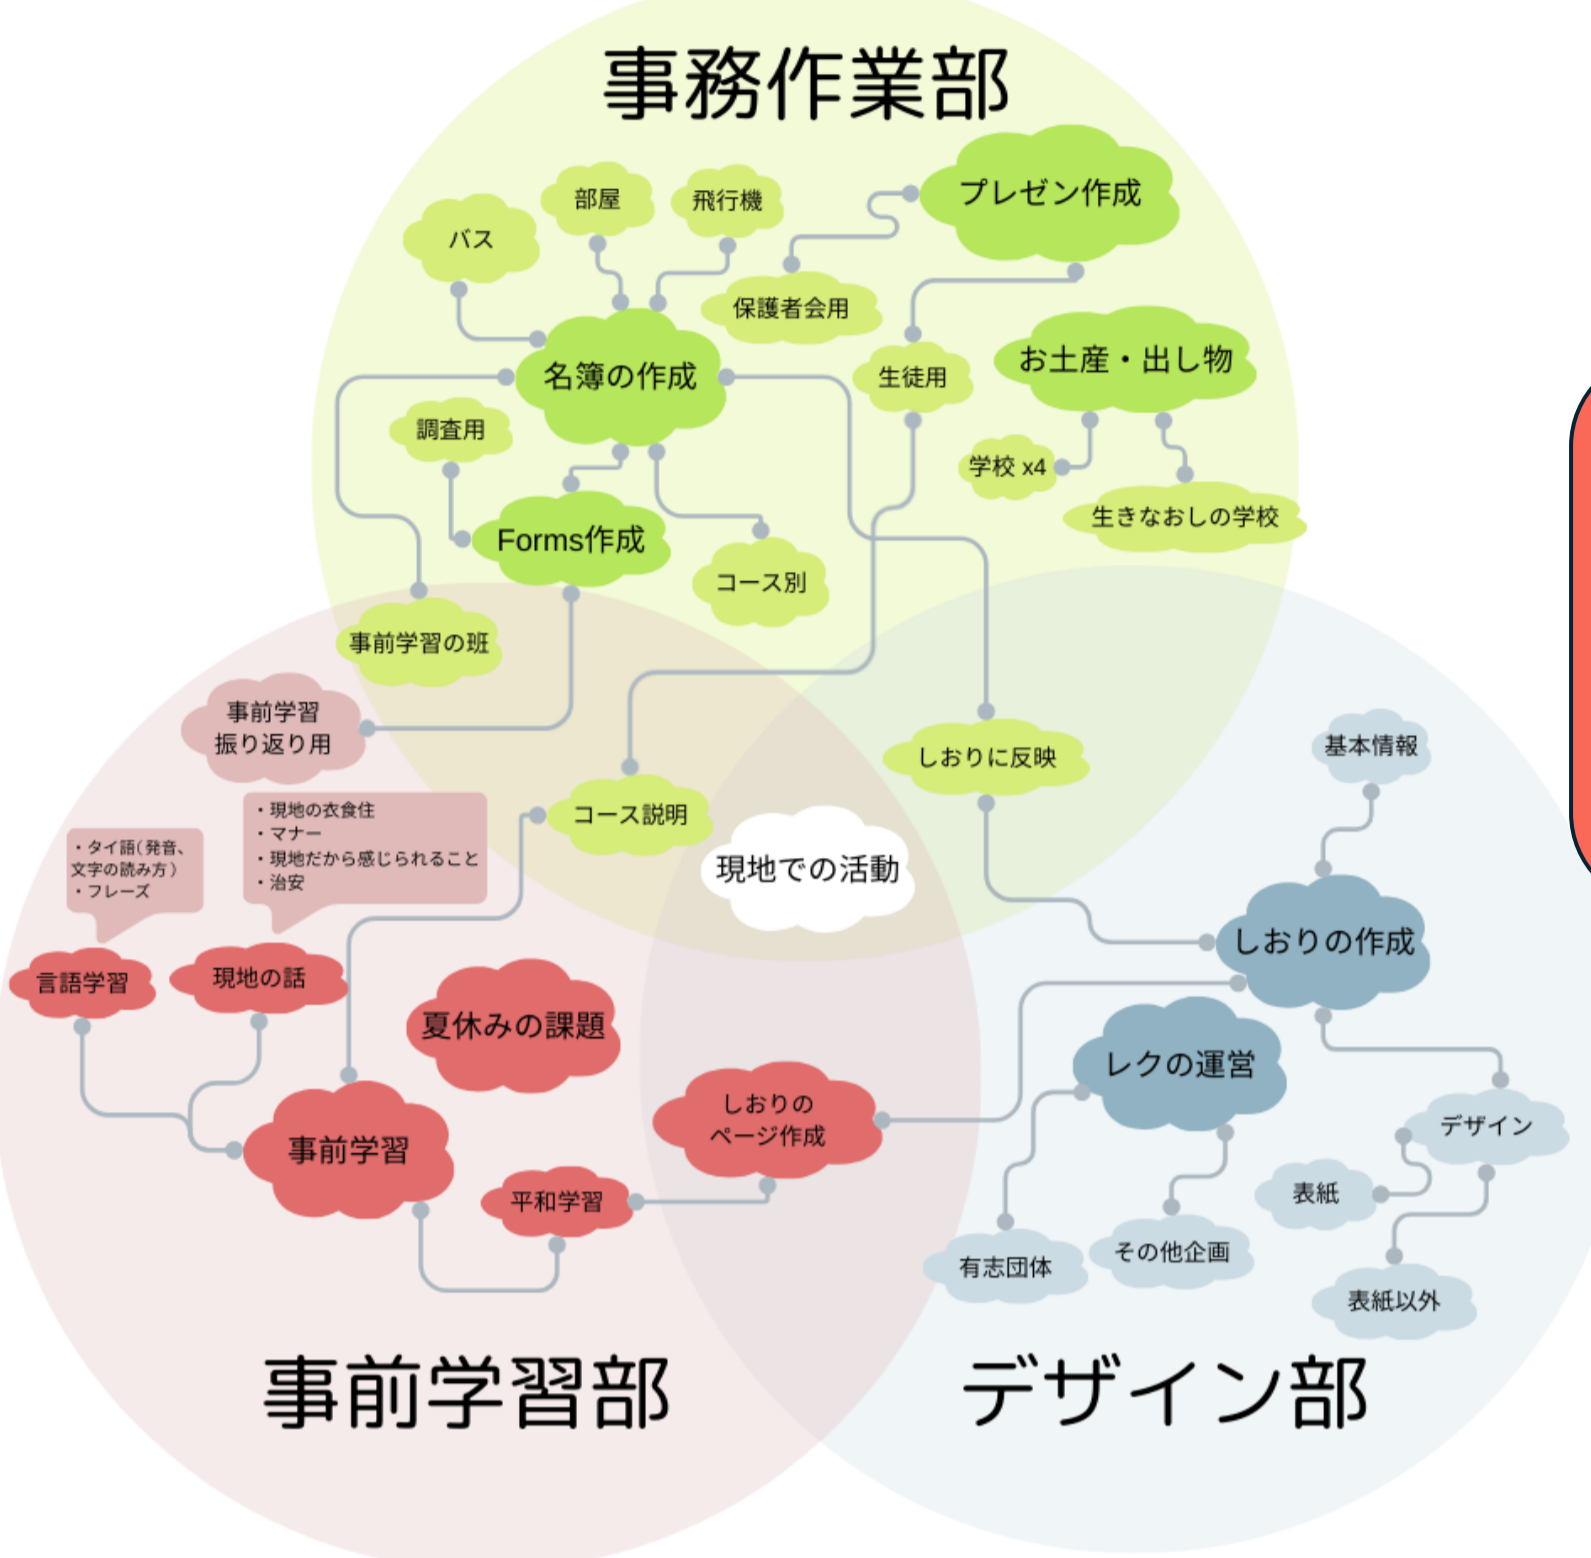 事務作業部
プレゼン作成
部屋
飛行機
バス
保護者会用
お土産・出し物
名簿の作成
生徒用
調査用
学校 x4
生きなおしの学校
Forms作成
コース別
事前学習の班
事前学習
振り返り用
しおりに反映
基本情報
コース説明
・現地の衣食住
・マナー
・現地だから感じられること
・治安
・タイ語(発音、
文字の読み方)
・フレーズ
現地での活動
しおりの作成
言語学習
現地の話
夏休みの課題
レクの運営
しおりの
ページ作成
デザイン
事前学習
平和学習
表紙
その他企画
有志団体
表紙以外
事前学習部
デザイン部